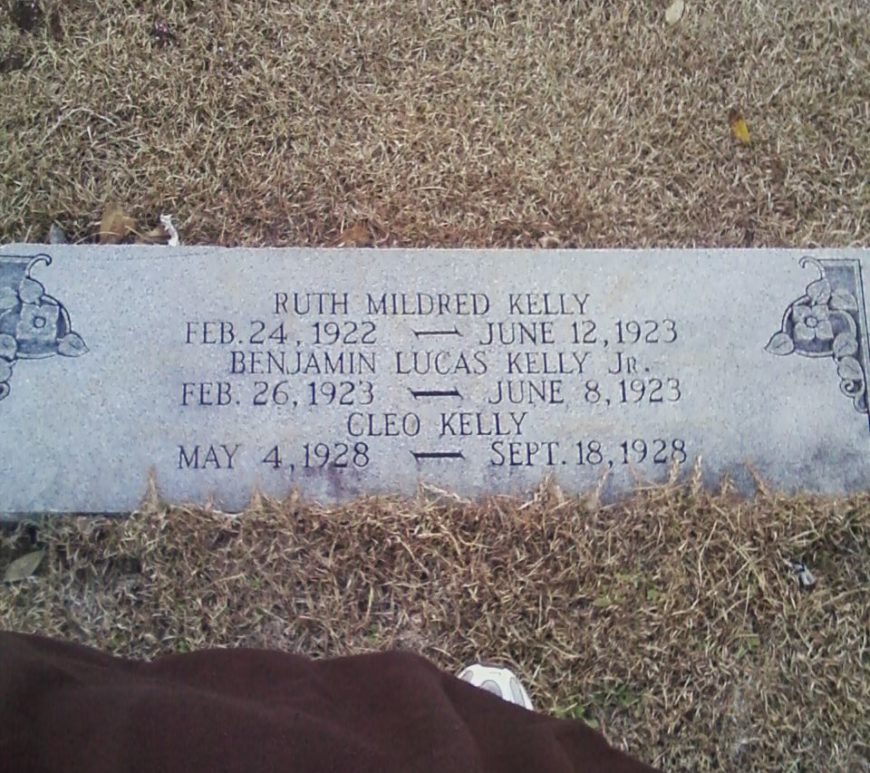 RUTH MILDRED KELLY
FEB. 24, 1922 — JUNE 12, 1923
BENJAMIN LUCAS KELLY JR.
FEB. 26, 1923 — JUNE 8, 1923
CLEO KELLY
MAY 4, 1928 — SEPT. 18, 1928